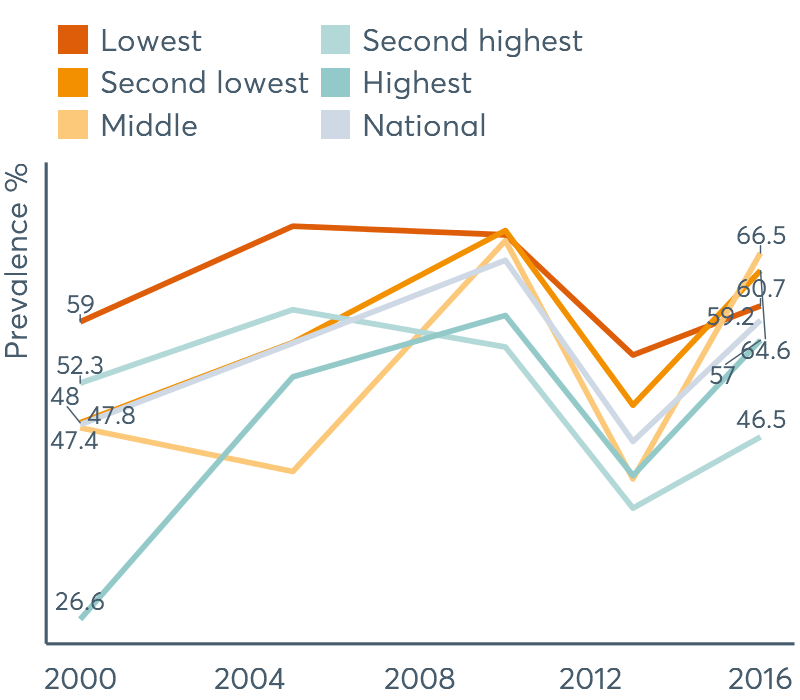 Lowest
Second highest
Second lowest
Highest
Middle
National
Prevalence %
59
52.3
48
47.8
47.4
26.6
66.5
60.7
59.2
64.6
57
46.5
2000 2004 2008 2012 2016